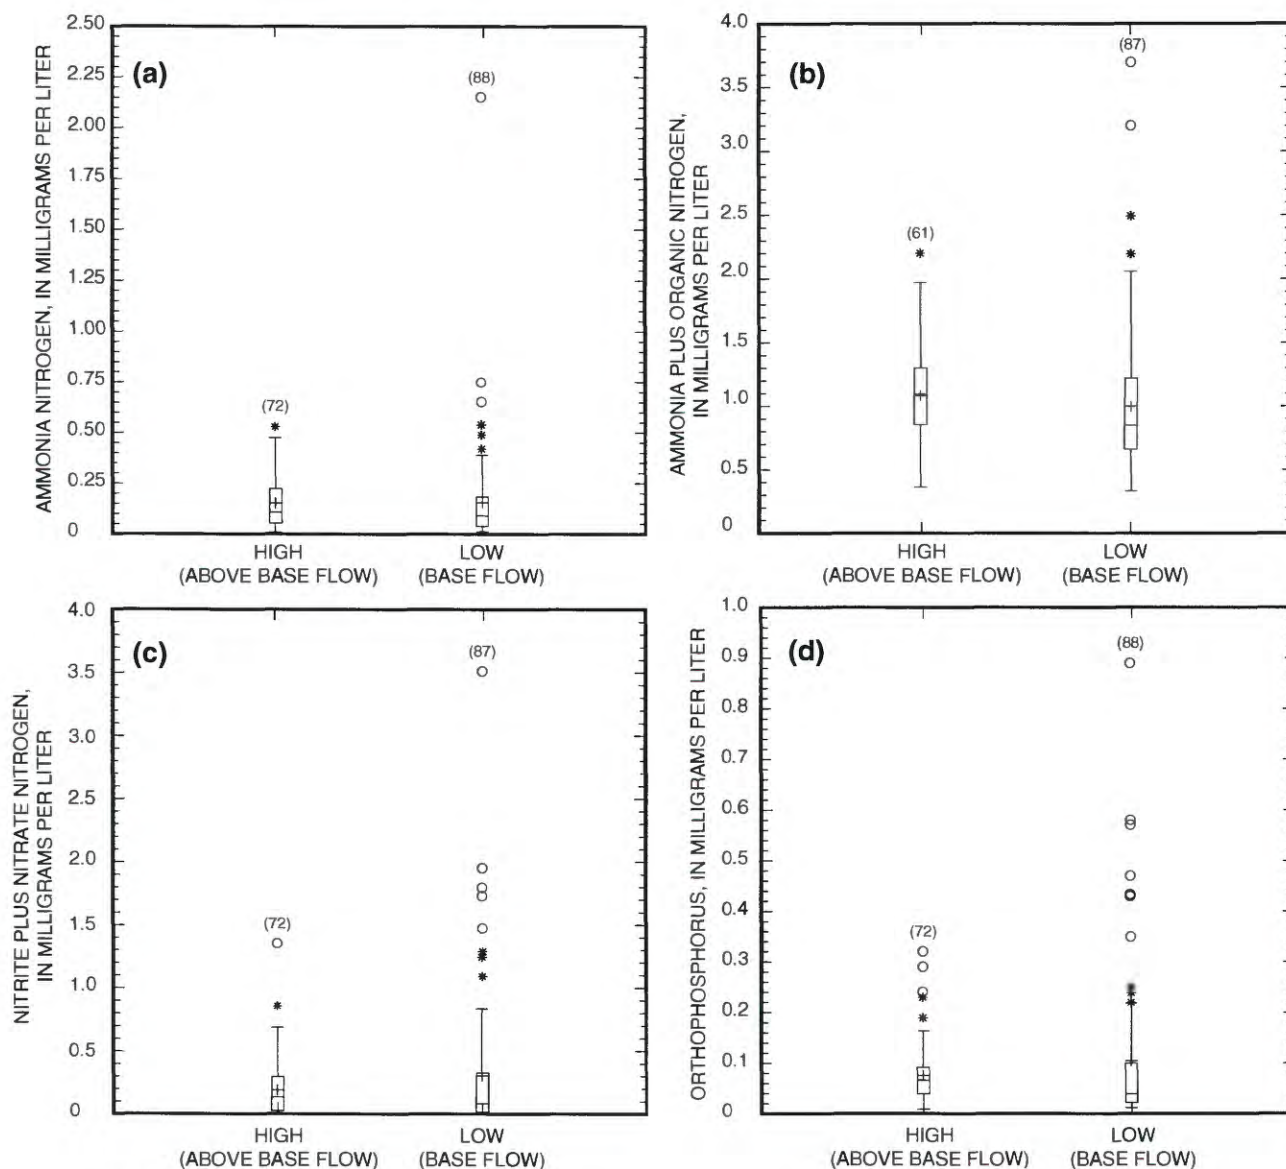 (a)
AMMONIA NITROGEN, IN MILLIGRAMS PER LITER
2.50
2.25
2.00
1.75
1.50
1.25
1.00
0.75
0.50
0.25
0
(72)
(88)
HIGH
(ABOVE BASE FLOW)
LOW
(BASE FLOW)
(b)
AMMONIA PLUS ORGANIC NITROGEN,
IN MILLIGRAMS PER LITER
4.0
3.5
3.0
2.5
2.0
1.5
1.0
0.5
0
(61)
(87)
HIGH
(ABOVE BASE FLOW)
LOW
(BASE FLOW)
(c)
NITRITE PLUS NITRATE NITROGEN,
IN MILLIGRAMS PER LITER
4.0
3.5
3.0
2.5
2.0
1.5
1.0
0.5
0
(72)
(87)
HIGH
(ABOVE BASE FLOW)
LOW
(BASE FLOW)
(d)
ORTHOPHOSPHORUS, IN MILLIGRAMS PER LITER
1.0
0.9
0.8
0.7
0.6
0.5
0.4
0.3
0.2
0.1
0
(72)
(88)
HIGH
(ABOVE BASE FLOW)
LOW
(BASE FLOW)